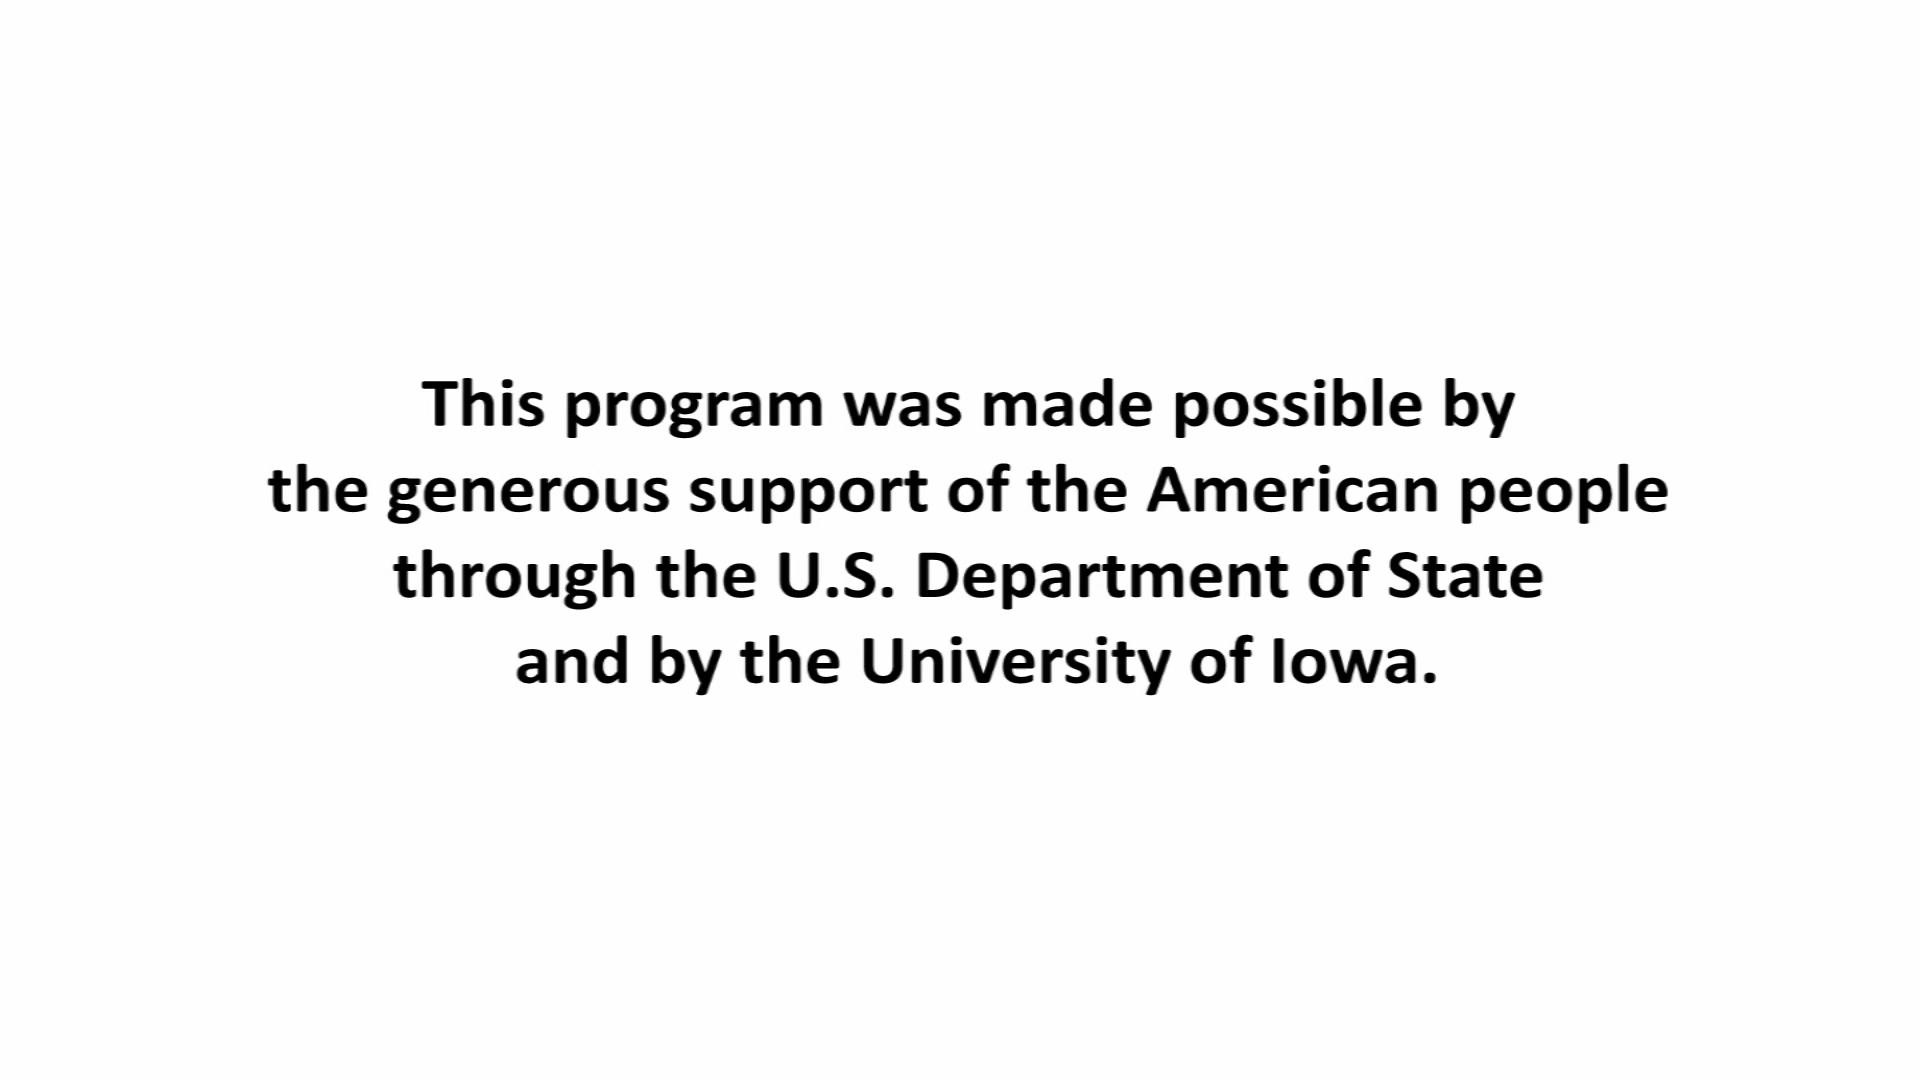 This program was made possible by
the generous support of the American people
through the U.S. Department of State
and by the University of Iowa.